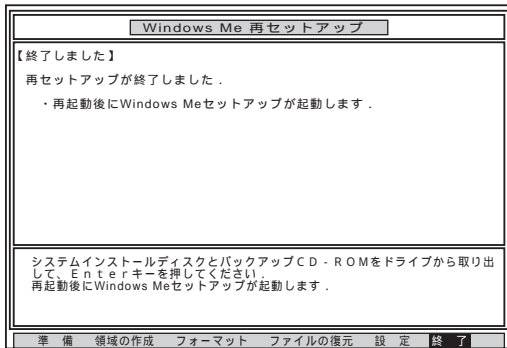 Windows Me 再セットアップ
【終了しました】
再セットアップが終了しました．
・再起動後にWindows Meセットアップが起動します．
システムインストールディスクとバックアップＣＤ‐ＲＯＭをドライブから取り出
して、Ｅｎｔｅｒキーを押してください．
再起動後にWindows Meセットアップが起動します．
準　備　領域の作成　フォーマット　ファイルの復元　設　定　終　了